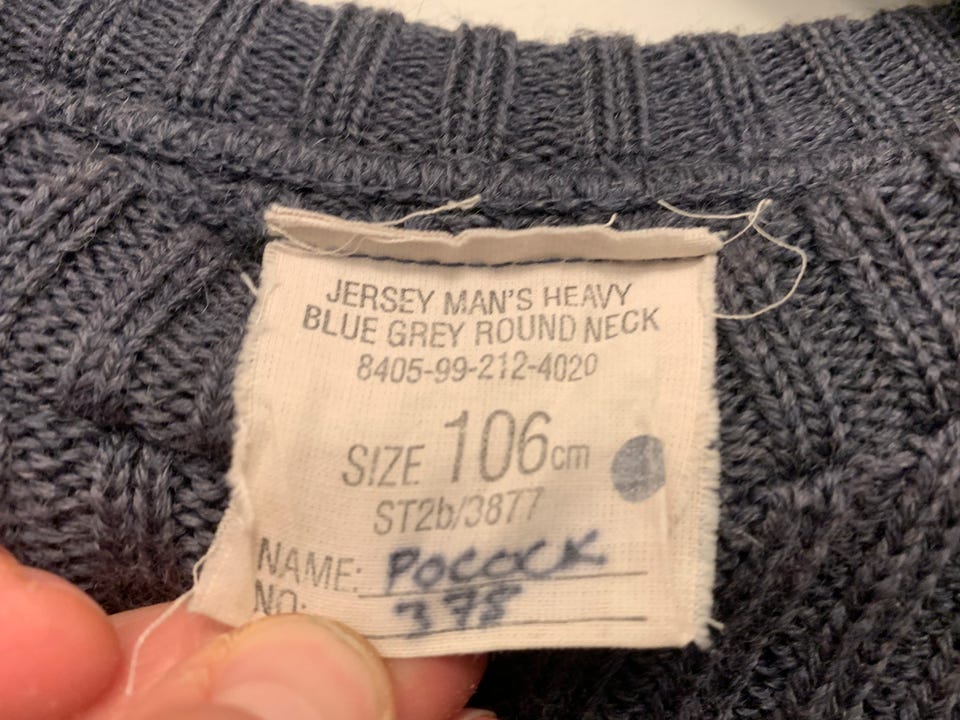 JERSEY MAN'S HEAVY
BLUE GREY ROUND NECK
8405-99-212-4020
SIZE 106cm
ST2b/3877
NAME: POCOCK
NO: 378